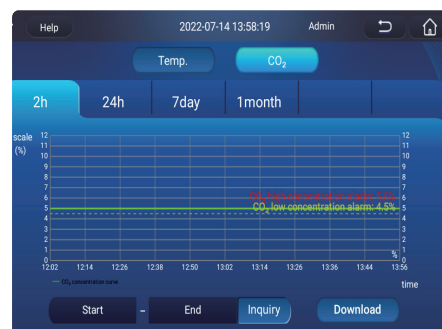 Help 2022-07-14 13:58:19 Admin
Temp. CO₂
2h 24h 7day 1month
scale
(%)
12 12
11 11
10 10
9 9
8 8
7 7
6 6
5 5
4 4
3 3
2 2
1 1
0 0
CO₂ high concentration alarm:
CO₂ low concentration alarm: 4.5%
%
12:02 12:14 12:26 12:38 12:50 13:02 13:14 13:26 13:36 13:44 13:56
time
CO₂ concentration curve
Start - End Inquiry Download